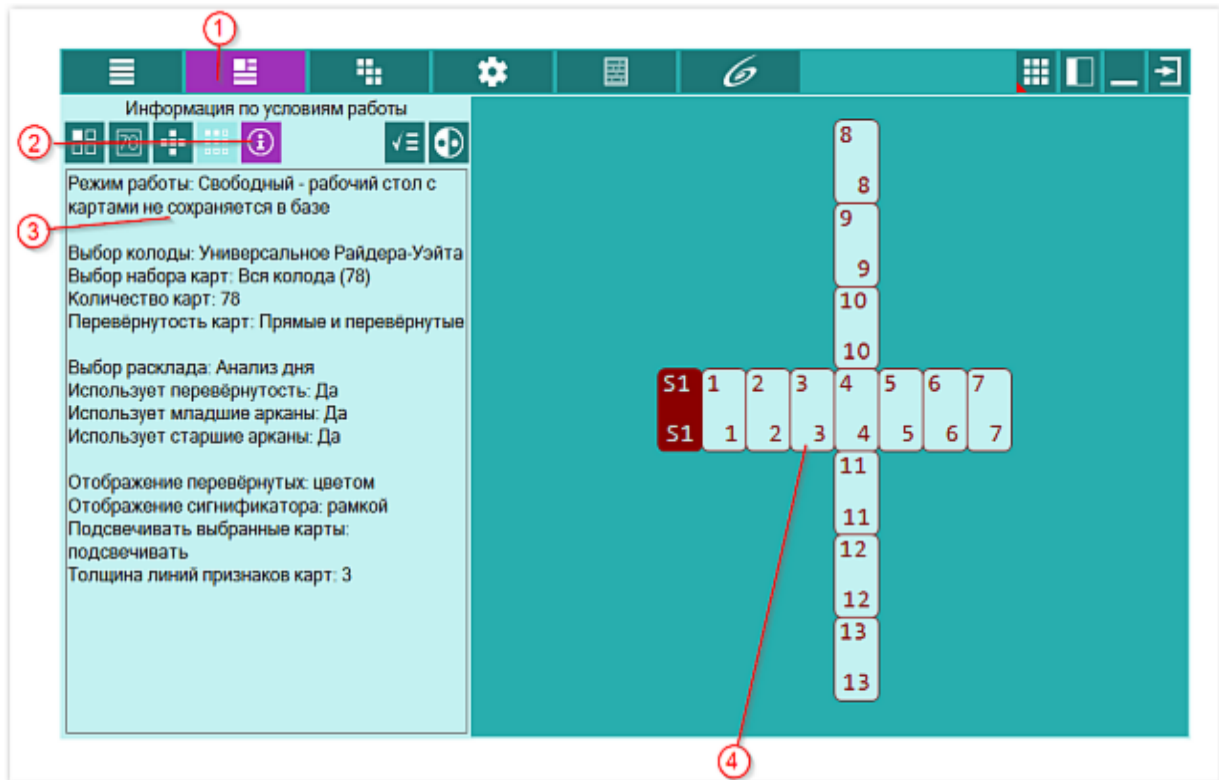 1
Информация по условиям работы
2
70
Режим работы: Свободный - рабочий стол с
картами не сохраняется в базе
3
Выбор колоды: Универсальное Райдера-Уэйта
Выбор набора карт: Вся колода (78)
Количество карт: 78
Перевёрнутость карт: Прямые и перевёрнутые
Выбор расклада: Анализ дня
Использует перевёрнутость: Да
Использует младшие арканы: Да
Использует старшие арканы: Да
Отображение перевёрнутых: цветом
Отображение сигнификатора: рамкой
Подсвечивать выбранные карты:
подсвечивать
Толщина линий признаков карт: 3
8
8
9
9
10
10
S1 1 2 3 4 5 6 7
S1 1 2 3 4 5 6 7
11
11
12
12
13
13
4